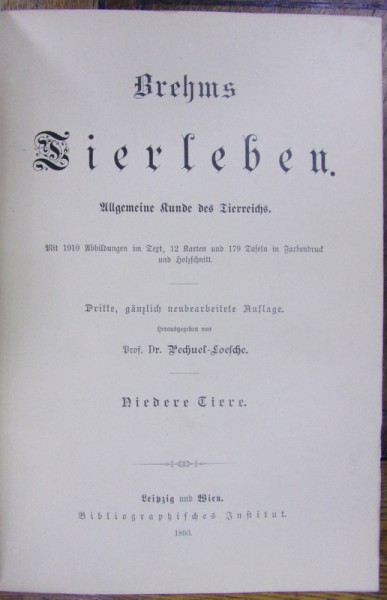 Brehms
Tierleben.
Allgemeine Kunde des Tierreichs.
Mit 1910 Abbildungen im Text, 12 Karten und 179 Tafeln in Farbendruck
und Holzschnitt.
Dritte, gänzlich neubearbeitete Auflage.
Herausgegeben von
Prof. Dr. Pechuel-Loesche.
Niedere Tiere.
Leipzig und Wien.
Bibliographisches Institut.
1893.